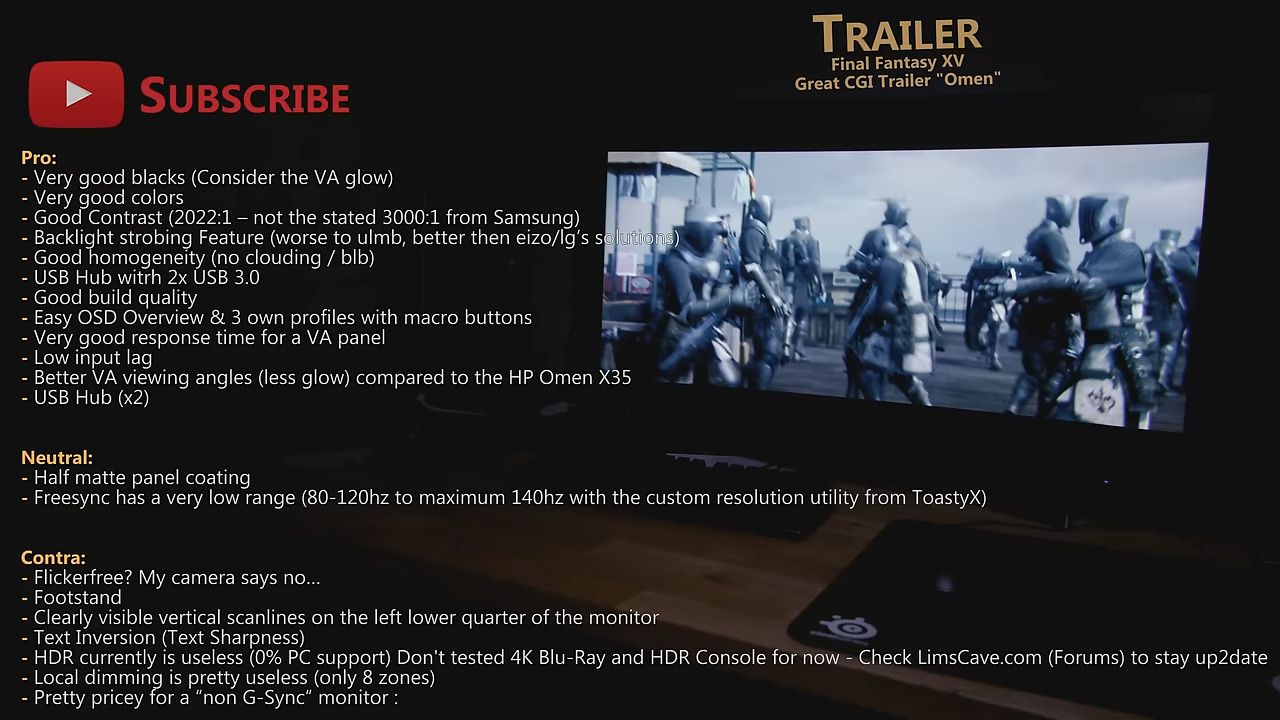 TRAILER
Final Fantasy XV
Great CGI Trailer "Omen"
SUBSCRIBE
Pro:
- Very good blacks (Consider the VA glow)
- Very good colors
- Good Contrast (2022:1 – not the stated 3000:1 from Samsung)
- Backlight strobing Feature (worse to ulmb, better then eizo/lg's solutions)
- Good homogeneity (no clouding / blb)
- USB Hub witrh 2x USB 3.0
- Good build quality
- Easy OSD Overview & 3 own profiles with macro buttons
- Very good response time for a VA panel
- Low input lag
- Better VA viewing angles (less glow) compared to the HP Omen X35
- USB Hub (x2)
Neutral:
- Half matte panel coating
- Freesync has a very low range (80-120hz to maximum 140hz with the custom resolution utility from ToastyX)
Contra:
- Flickerfree? My camera says no...
- Footstand
- Clearly visible vertical scanlines on the left lower quarter of the monitor
- Text Inversion (Text Sharpness)
- HDR currently is useless (0% PC support) Don't tested 4K Blu-Ray and HDR Console for now - Check LimsCave.com (Forums) to stay up2date
- Local dimming is pretty useless (only 8 zones)
- Pretty pricey for a “non G-Sync“ monitor :
steelseries